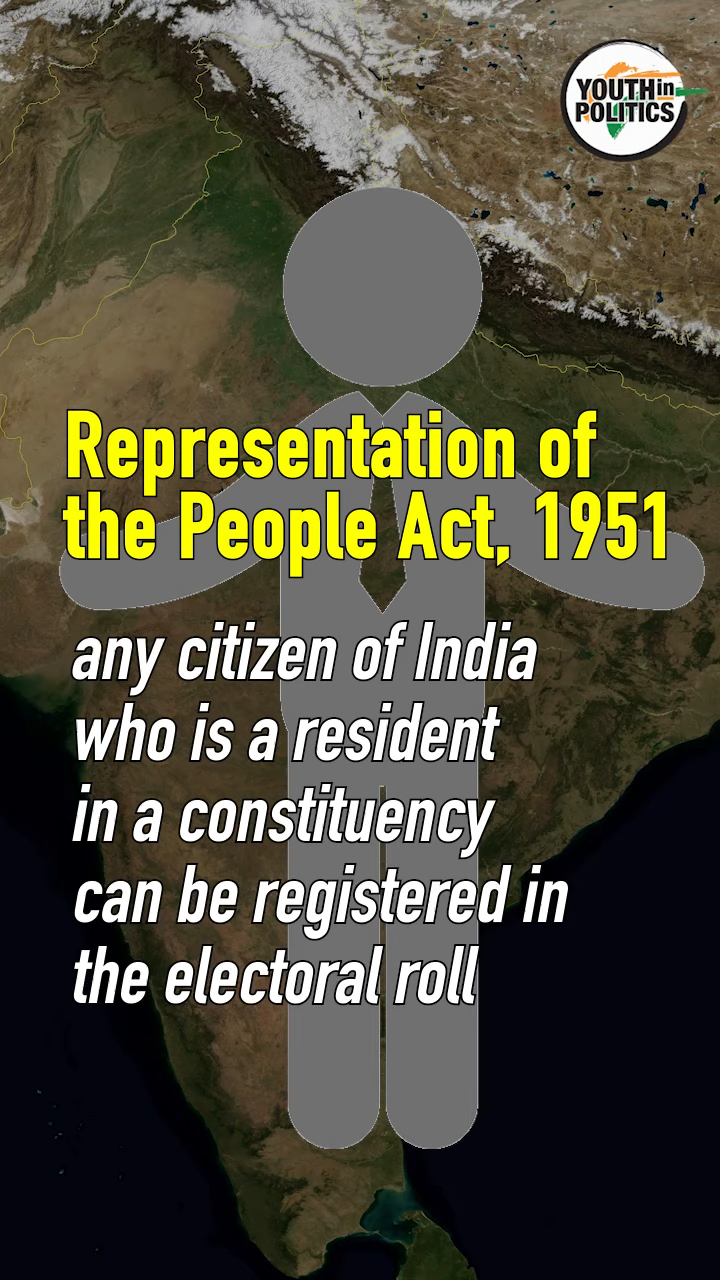 YOUTH in
POLITICS
Representation of
the People Act, 1951
any citizen of India
who is a resident
in a constituency
can be registered in
the electoral roll